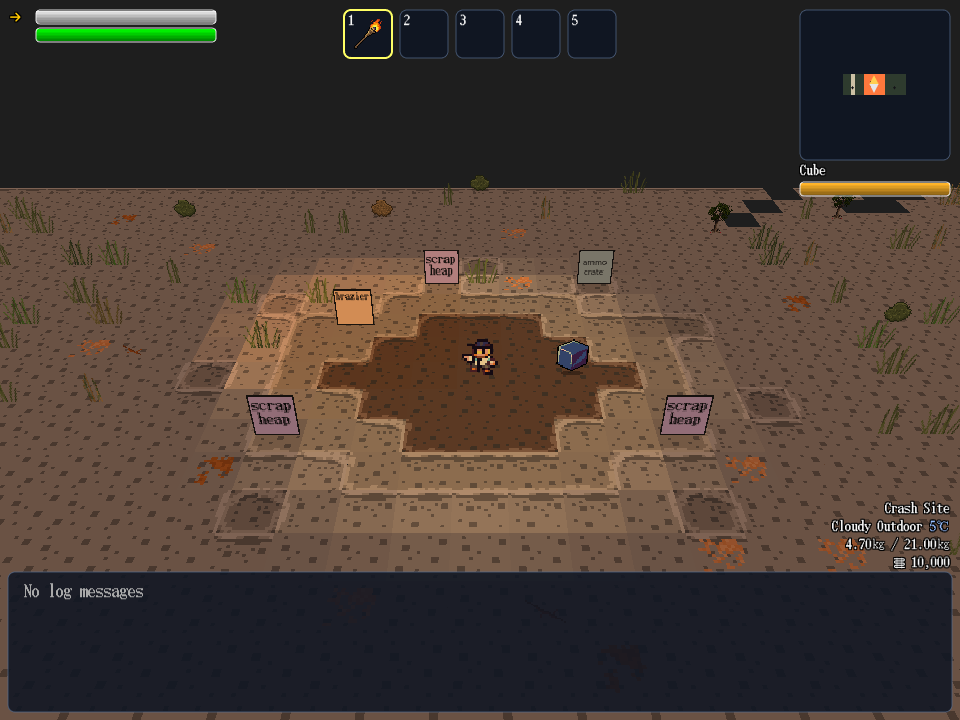 1 2 3 4 5
Cube
scrap
heap
ammo
crate
brazier
scrap
heap
scrap
heap
Crash Site
Cloudy Outdoor 5℃
4.70kg / 21.00kg
10,000
No log messages